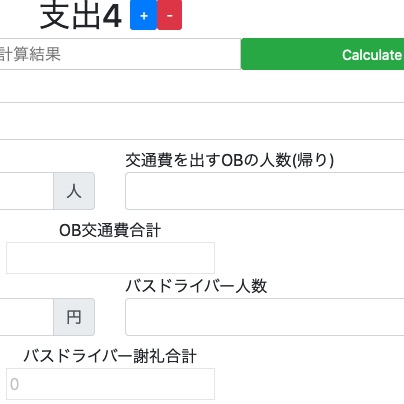 支出4 + -
計算結果 Calculate
交通費を出すOBの人数(帰り)
人
OB交通費合計
バスドライバー人数
円
バスドライバー謝礼合計
0